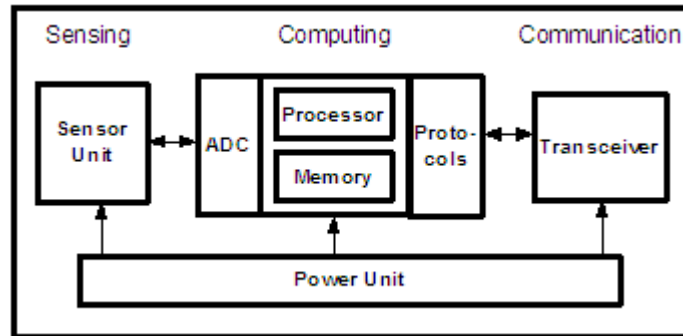 Sensing Computing Communication
Sensor
Unit
ADC
Processor
Memory
Proto-
cols
Transceiver
Power Unit